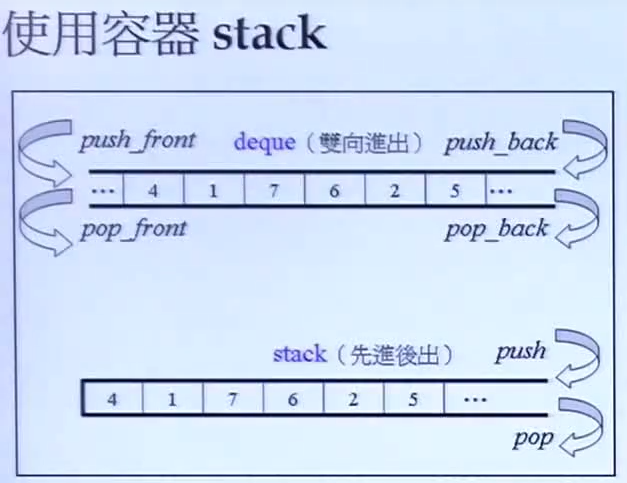 使用容器 stack
push_front deque（雙向進出） push_back
... 4 1 7 6 2 5 ...
pop_front pop_back
stack（先進後出） push
4 1 7 6 2 5 ...
pop